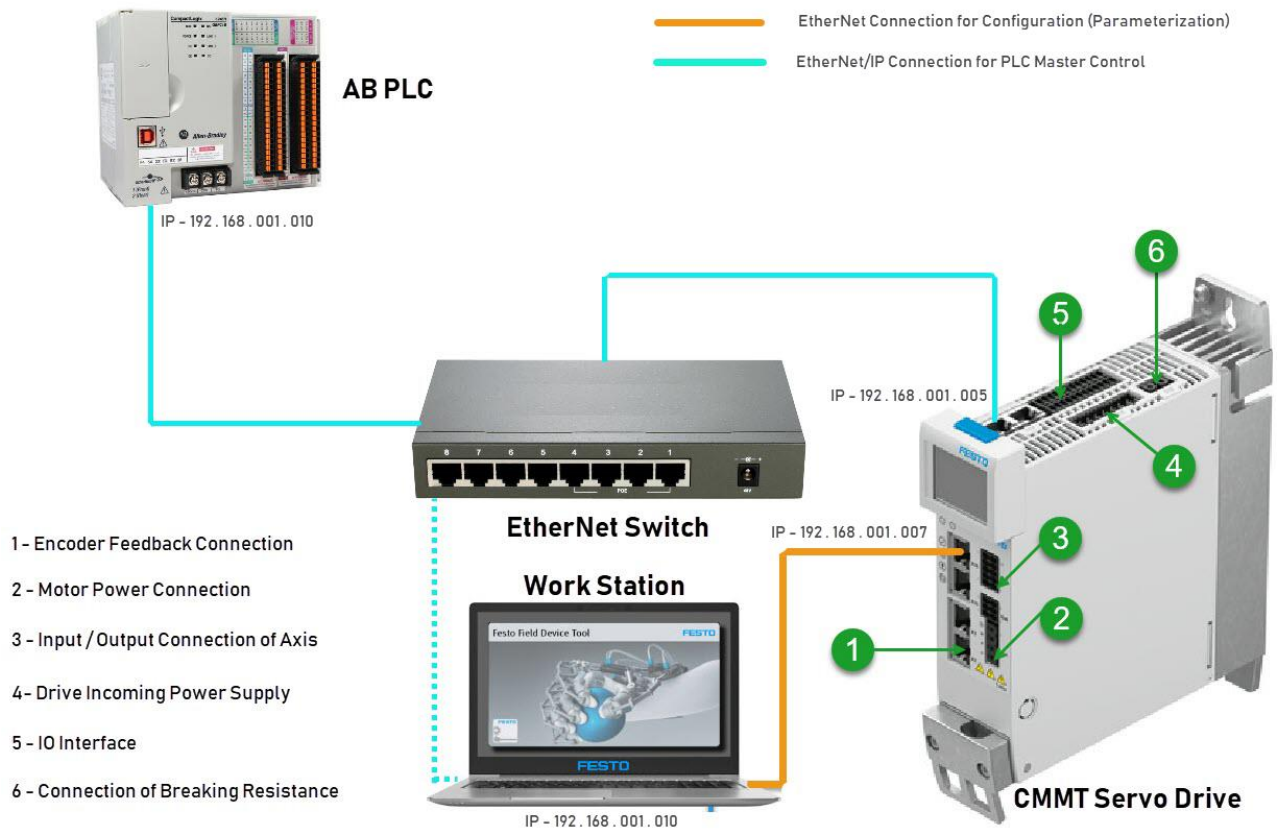 CompactLogix
EtherNet Connection for Configuration (Parameterization)
EtherNet/IP Connection for PLC Master Control
AB PLC
Allen-Bradley
IP - 192 . 168 . 001 . 010
6
5
IP - 192 . 168 . 001 . 005
4
FESTO
8 7 6 5 4 3 2 1
POE
48V
EtherNet Switch
IP - 192 . 168 . 001 . 007
3
1 - Encoder Feedback Connection
Work Station
2 - Motor Power Connection
Festo Field Device Tool
FESTO
2
3 - Input / Output Connection of Axis
1
4- Drive Incoming Power Supply
FESTO
5 - IO Interface
FESTO
6 - Connection of Breaking Resistance
CMMT Servo Drive
IP - 192 . 168 . 001 . 010